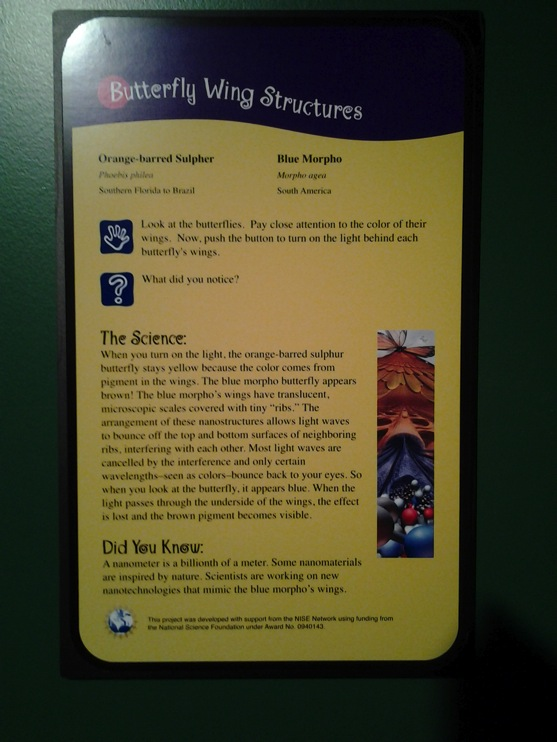 Butterfly Wing Structures
Orange-barred Sulpher
Phoebis philea
Southern Florida to Brazil
Blue Morpho
Morpho agea
South America
Look at the butterflies. Pay close attention to the color of their
wings. Now, push the button to turn on the light behind each
butterfly's wings.
What did you notice?
The Science:
When you turn on the light, the orange-barred sulphur
butterfly stays yellow because the color comes from
pigment in the wings. The blue morpho butterfly appears
brown! The blue morpho's wings have translucent,
microscopic scales covered with tiny “ribs.” The
arrangement of these nanostructures allows light waves
to bounce off the top and bottom surfaces of neighboring
ribs, interfering with each other. Most light waves are
cancelled by the interference and only certain
wavelengths–seen as colors–bounce back to your eyes. So
when you look at the butterfly, it appears blue. When the
light passes through the underside of the wings, the effect
is lost and the brown pigment becomes visible.
Did You Know:
A nanometer is a billionth of a meter. Some nanomaterials
are inspired by nature. Scientists are working on new
nanotechnologies that mimic the blue morpho's wings.
This project was developed with support from the NISE Network using funding from
the National Science Foundation under Award No. 0940143.